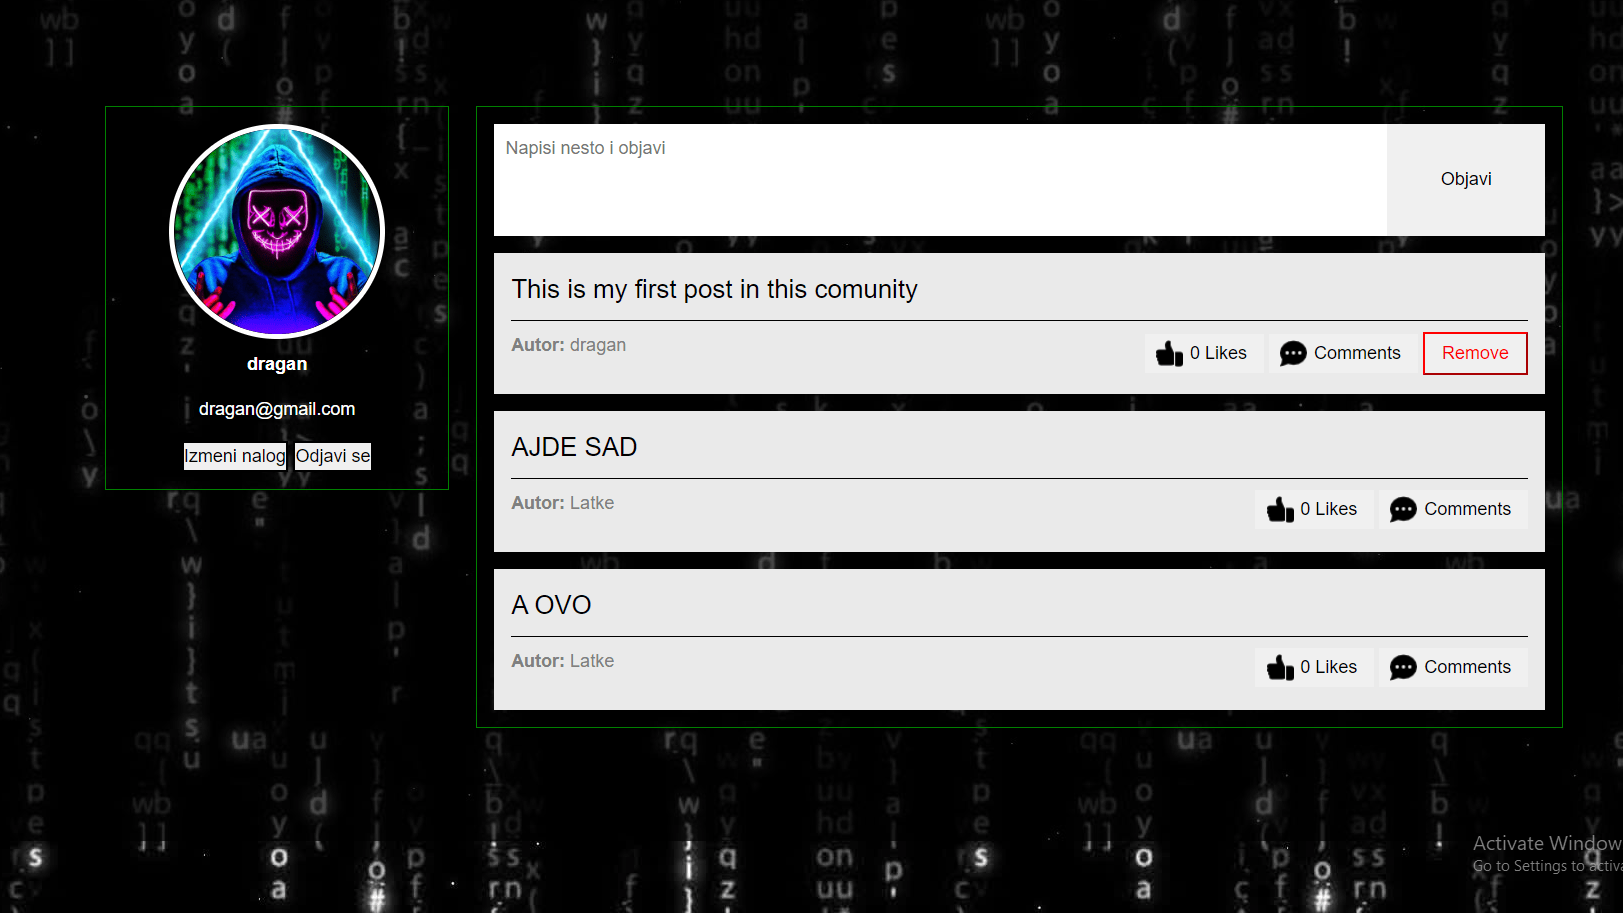 dragan
dragan@gmail.com
Izmeni nalog Odjavi se
Napisi nesto i objavi
Objavi
This is my first post in this comunity
Autor: dragan
0 Likes
Comments
Remove
AJDE SAD
Autor: Latke
0 Likes
Comments
A OVO
Autor: Latke
0 Likes
Comments
Activate Window
Go to Settings to activa